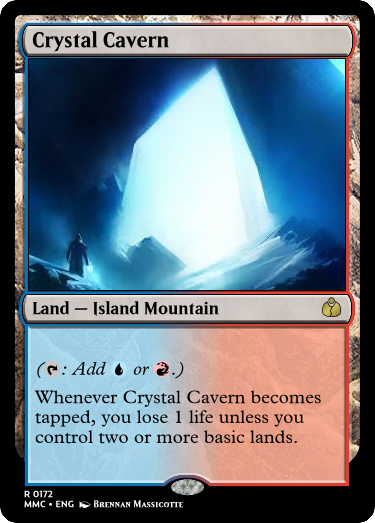 Crystal Cavern
Land — Island Mountain
(: Add or .)
Whenever Crystal Cavern becomes
tapped, you lose 1 life unless you
control two or more basic lands.
R 0172
MMC • ENG Brennan Massicotte